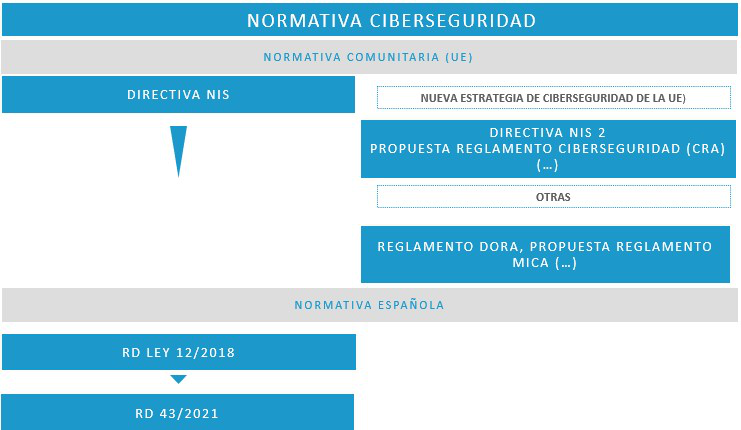 NORMATIVA CIBERSEGURIDAD
NORMATIVA COMUNITARIA (UE)
DIRECTIVA NIS
NUEVA ESTRATEGIA DE CIBERSEGURIDAD DE LA UE)
DIRECTIVA NIS 2
PROPUESTA REGLAMENTO CIBERSEGURIDAD (CRA)
(…)
OTRAS
REGLAMENTO DORA, PROPUESTA REGLAMENTO
MICA (…)
NORMATIVA ESPAÑOLA
RD LEY 12/2018
RD 43/2021